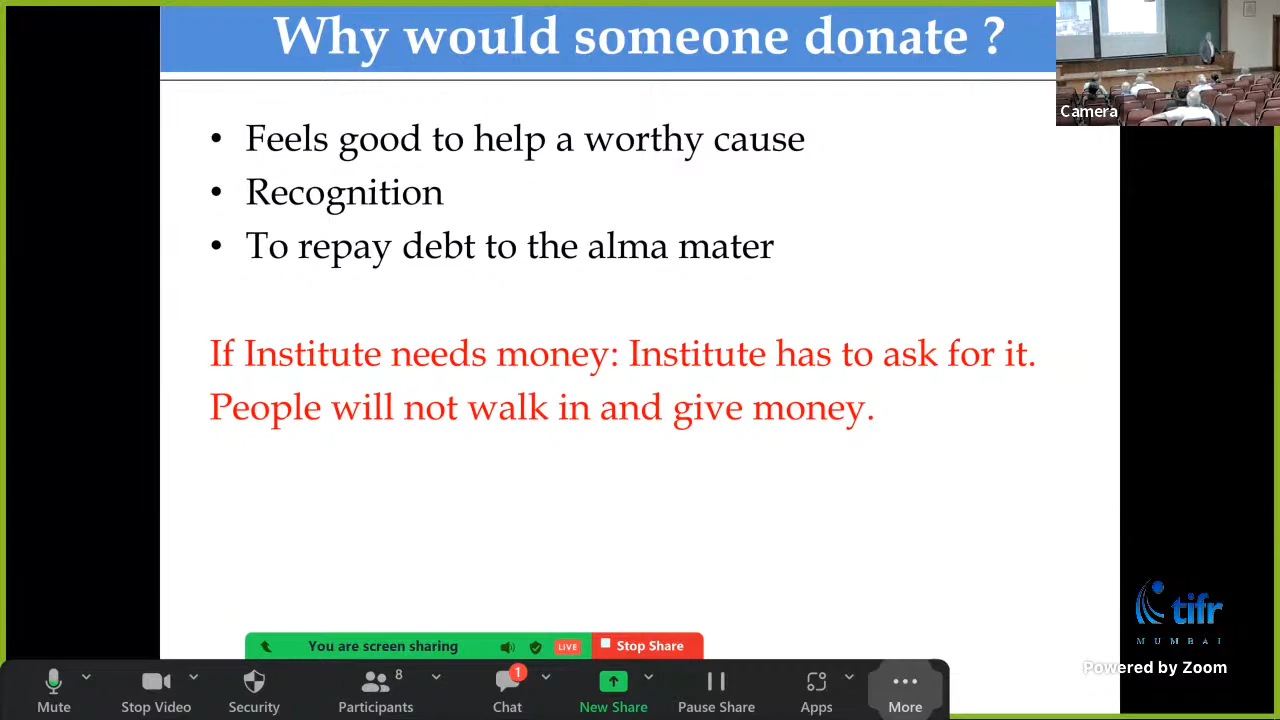 Why would someone donate ?
Camera
• Feels good to help a worthy cause
• Recognition
• To repay debt to the alma mater
If Institute needs money: Institute has to ask for it.
People will not walk in and give money.
tifr
MUMBAI
Powered by Zoom
You are screen sharing
LIVE
Stop Share
8
1
Mute
Stop Video
Security
Participants
Chat
New Share
Pause Share
Apps
More